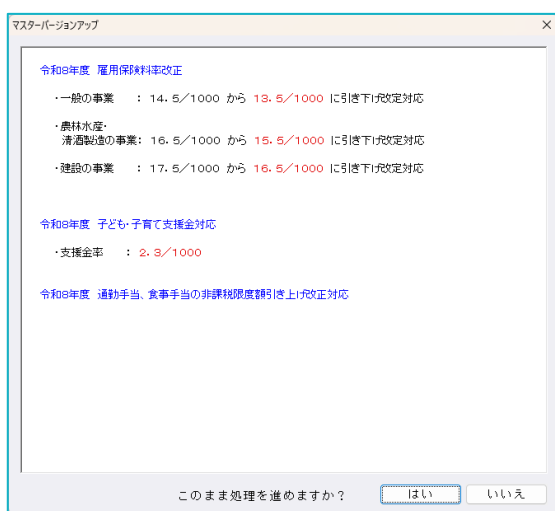 マスターバージョンアップ ×
令和8年度 雇用保険料率改正
・一般の事業 : 14.5/1000 から 13.5/1000 に引き下げ改定対応
・農林水産・
清酒製造の事業: 16.5/1000 から 15.5/1000 に引き下げ改定対応
・建設の事業 : 17.5/1000 から 16.5/1000 に引き下げ改定対応
令和8年度 子ども・子育て支援金対応
・支援金率 : 2.3/1000
令和8年度 通勤手当、食事手当の非課税限度額引き上げ改正対応
このまま処理を進めますか? はい いいえ